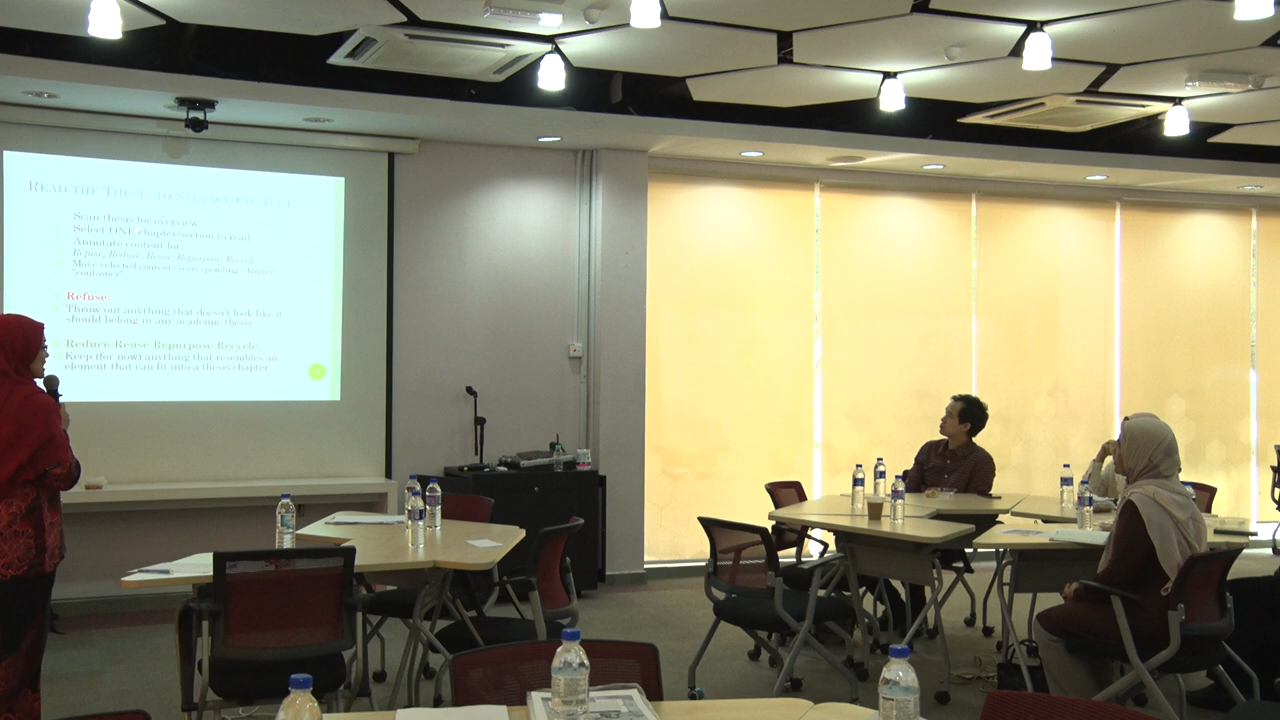 READ THE THESIS TO SALVAGE CONTENT
Scan thesis for overview
Select ONE chapter/section to read
Annotate content for:
Refuse, Reduce, Reuse, Repurpose, Recycle
Move selected contents corresponding chapter
"container"
Refuse:
Throw out anything that doesn't look like it
should belong in any academic thesis
Reduce-Reuse-Repurpose-Recycle:
Keep (for now) anything that resembles an
element that can fit into a thesis chapter